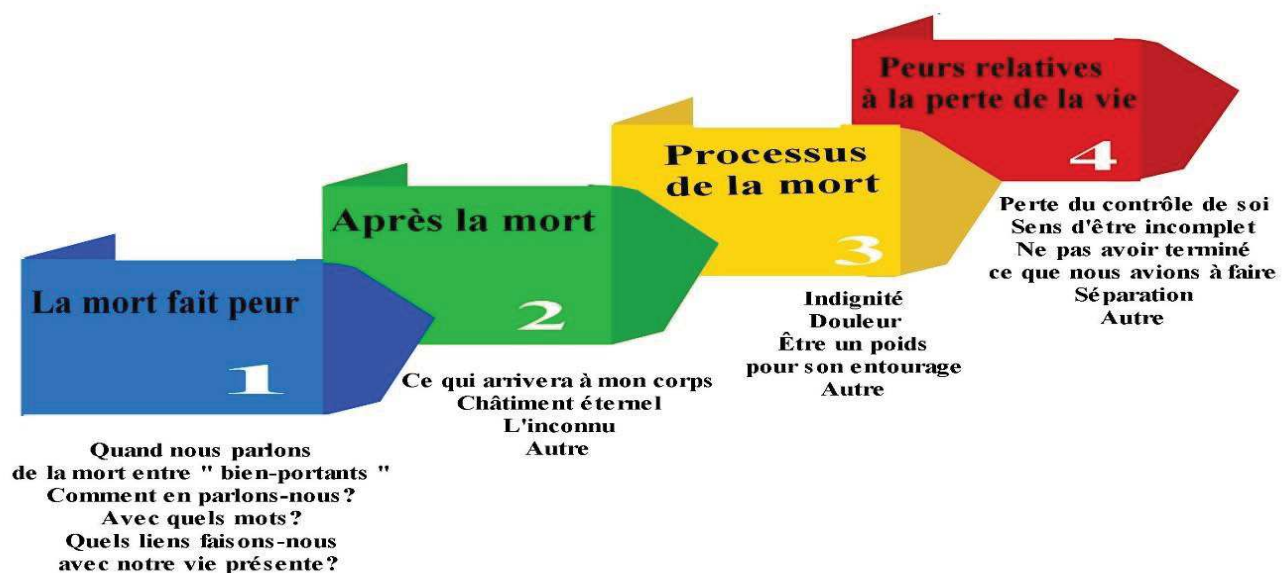 La mort fait peur
1
Quand nous parlons
de la mort entre " bien-portants "
Comment en parlons-nous?
Avec quels mots?
Quels liens faisons-nous
avec notre vie présente?
Après la mort
2
Ce qui arrivera à mon corps
Châtiment éternel
L'inconnu
Autre
Processus
de la mort
3
Indignité
Douleur
Être un poids
pour son entourage
Autre
Peurs relatives
à la perte de la vie
4
Perte du contrôle de soi
Sens d'être incomplet
Ne pas avoir terminé
ce que nous avions à faire
Séparation
Autre